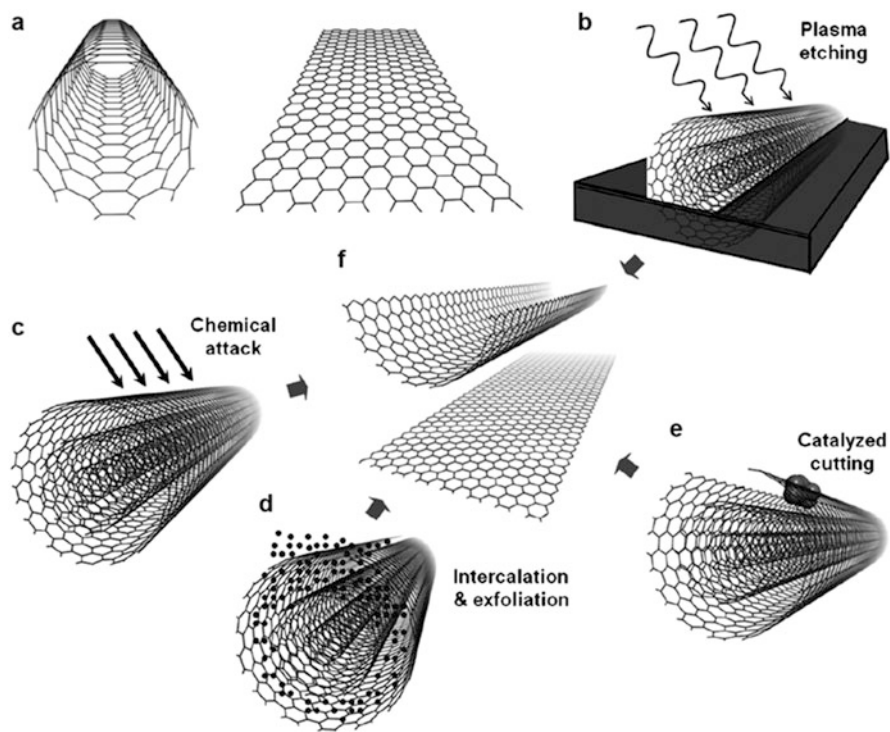 a
b
Plasma
etching
f
c
Chemical
attack
e
Catalyzed
cutting
d
Intercalation
& exfoliation